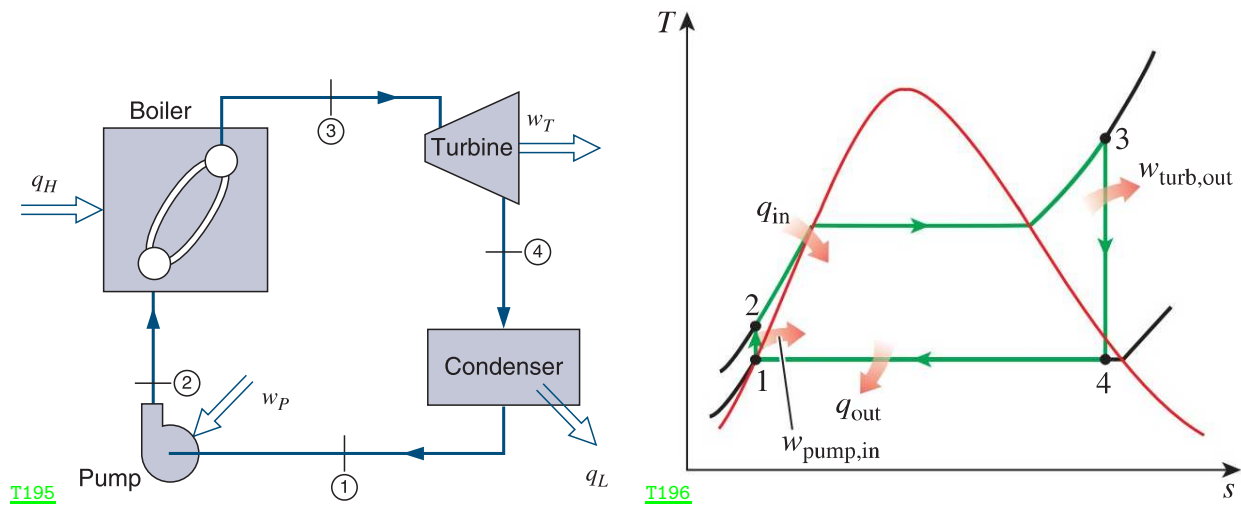 Boiler
q_H
3
w_T
Turbine
4
Condenser
2
w_P
Pump
1
q_L
T195
T
3
w_turb,out
q_in
2
1
4
q_out
w_pump,in
s
T196